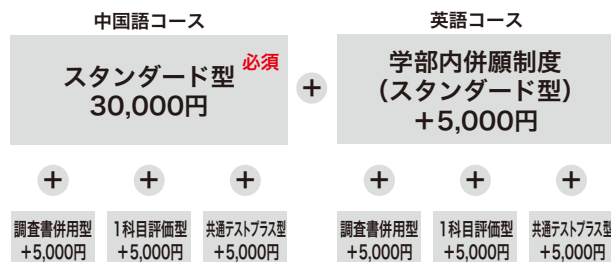 中国語コース
スタンダード型 必須
30,000円
+
英語コース
学部内併願制度
（スタンダード型）
＋5,000円
+ + +
調査書併用型 1科目評価型 共通テストプラス型
+5,000円 +5,000円 +5,000円
+ + +
調査書併用型 1科目評価型 共通テストプラス型
+5,000円 +5,000円 +5,000円